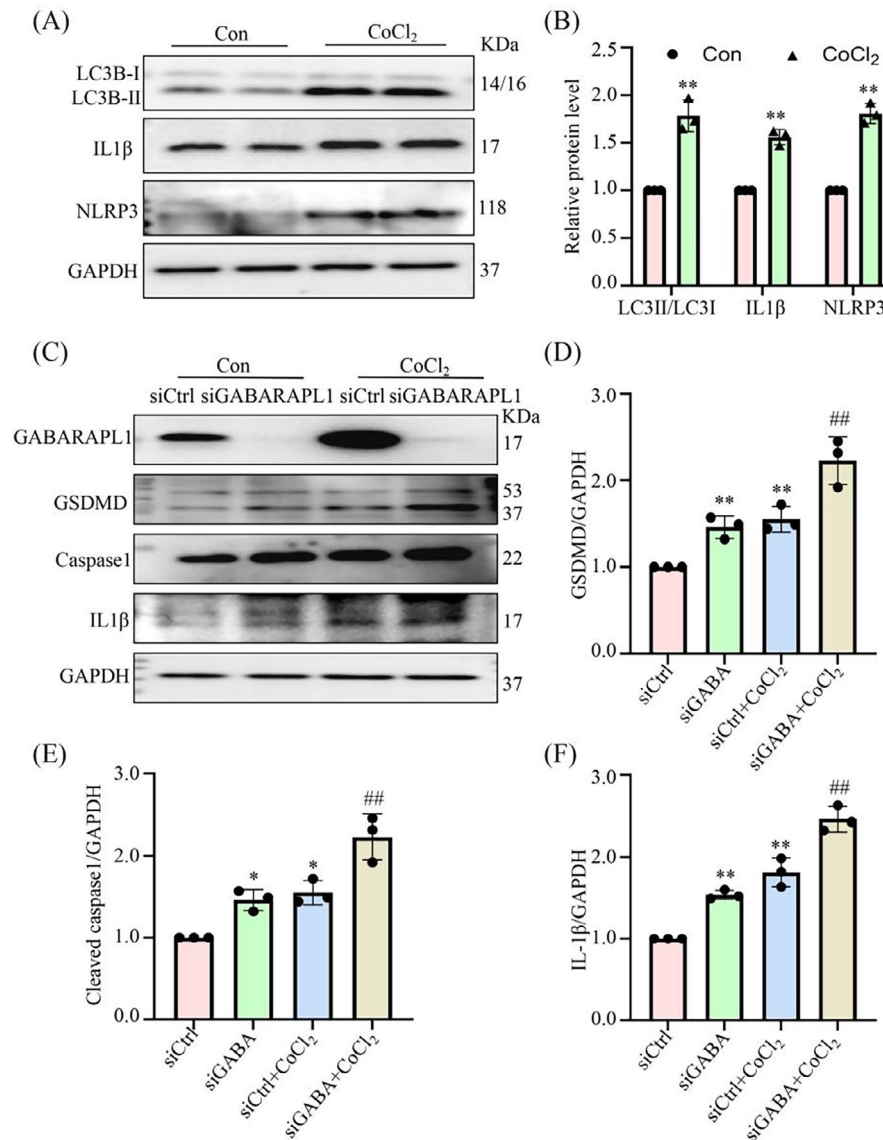 (A)
Con CoCl₂
KDa
LC3B-I
LC3B-II
14/16
IL1β
17
NLRP3
118
GAPDH
37
(B)
Con CoCl₂
Relative protein level
2.5
2.0
1.5
1.0
0.5
0.0
**
**
**
LC3II/LC3I IL1β NLRP3
(C)
Con CoCl₂
siCtrl siGABARAPL1 siCtrl siGABARAPL1
KDa
GABARAPL1
17
GSDMD
53
37
Caspase1
22
IL1β
17
GAPDH
37
(D)
GSDMD/GAPDH
3.0
2.0
1.0
0.0
**
**
##
siCtrl
siGABA
siCtrl+CoCl₂
siGABA+CoCl₂
(E)
Cleaved caspase1/GAPDH
3.0
2.0
1.0
0.0
*
*
##
siCtrl
siGABA
siCtrl+CoCl₂
siGABA+CoCl₂
(F)
IL-1β/GAPDH
3.0
2.0
1.0
0.0
**
**
##
siCtrl
siGABA
siCtrl+CoCl₂
siGABA+CoCl₂